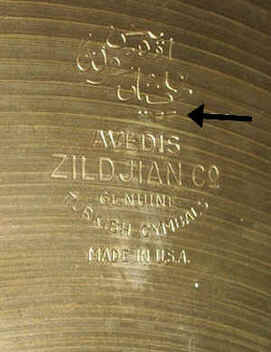 AVEDIS
ZILDJIAN CO
GENUINE
TURKISH CYMBALS
MADE IN U.S.A.